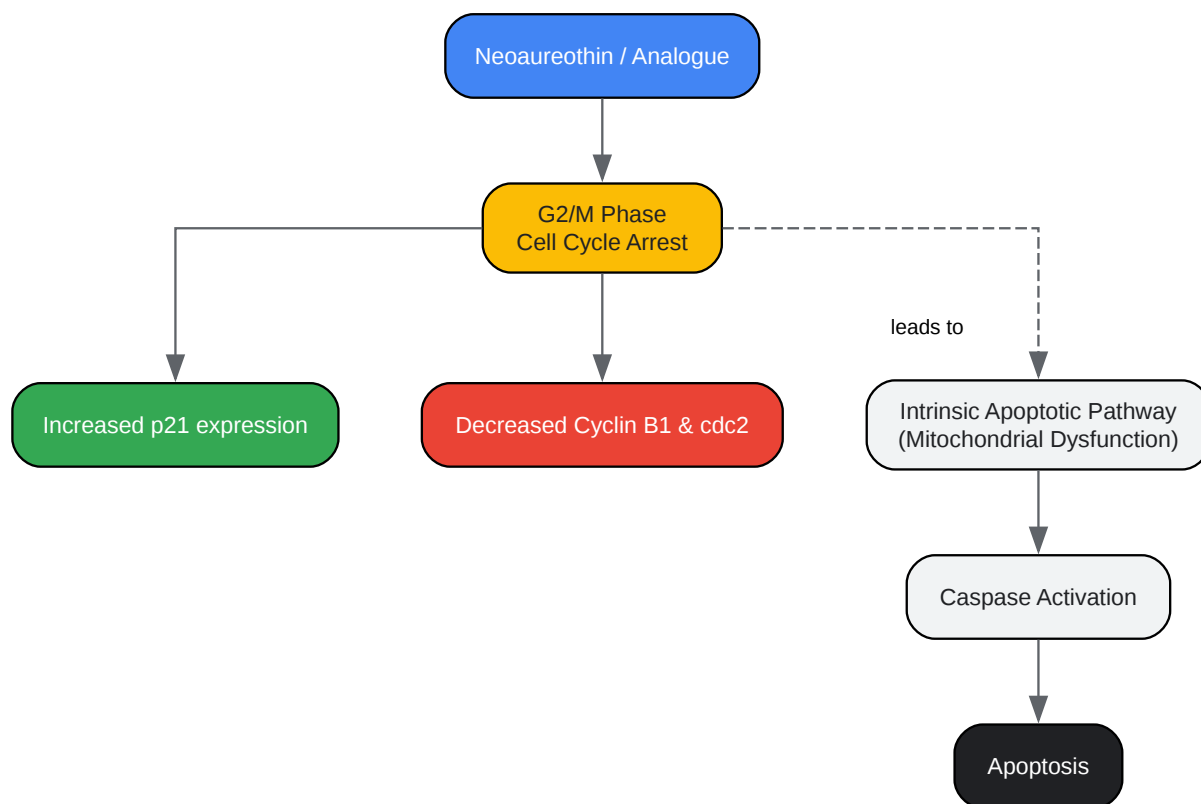 Neoaureothin / Analogue
G2/M Phase
Cell Cycle Arrest
leads to
Increased p21 expression
Decreased Cyclin B1 & cdc2
Intrinsic Apoptotic Pathway
(Mitochondrial Dysfunction)
Caspase Activation
Apoptosis